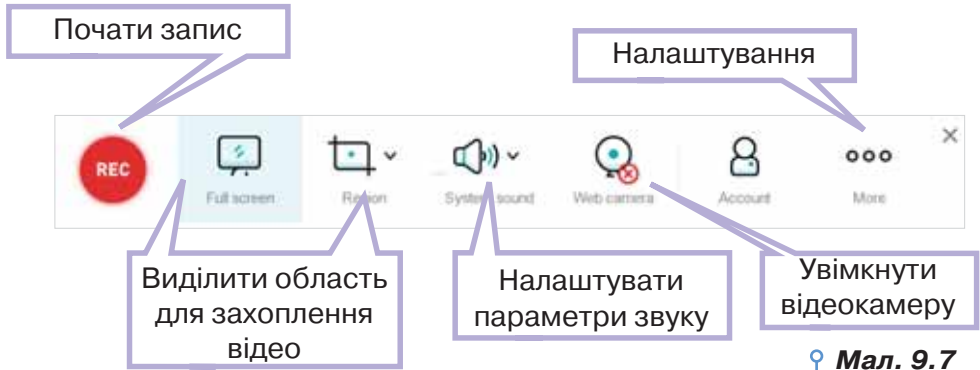 Почати запис
Налаштування
REC
Full screen
Region
System sound
Web camera
Account
More
Виділити область
для захоплення
відео
Налаштувати
параметри звуку
Увімкнути
відеокамеру
Мал. 9.7